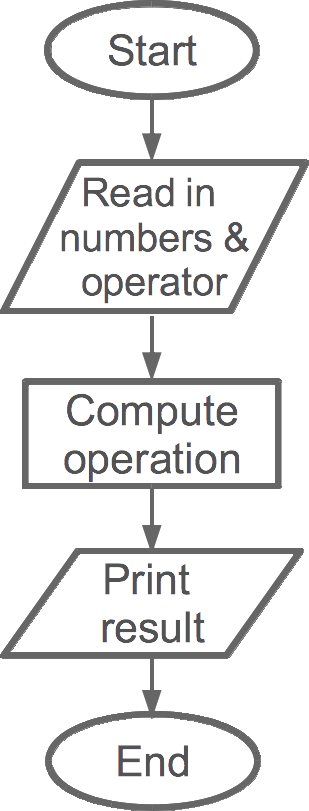 Start
Read in
numbers &
operator
Compute
operation
Print
result
End